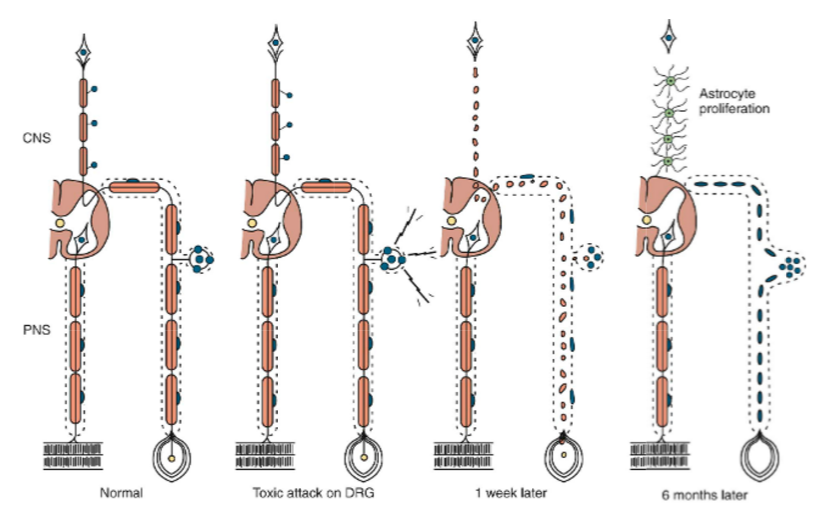 Astrocyte
proliferation
CNS
PNS
Normal
Toxic attack on DRG
1 week later
6 months later